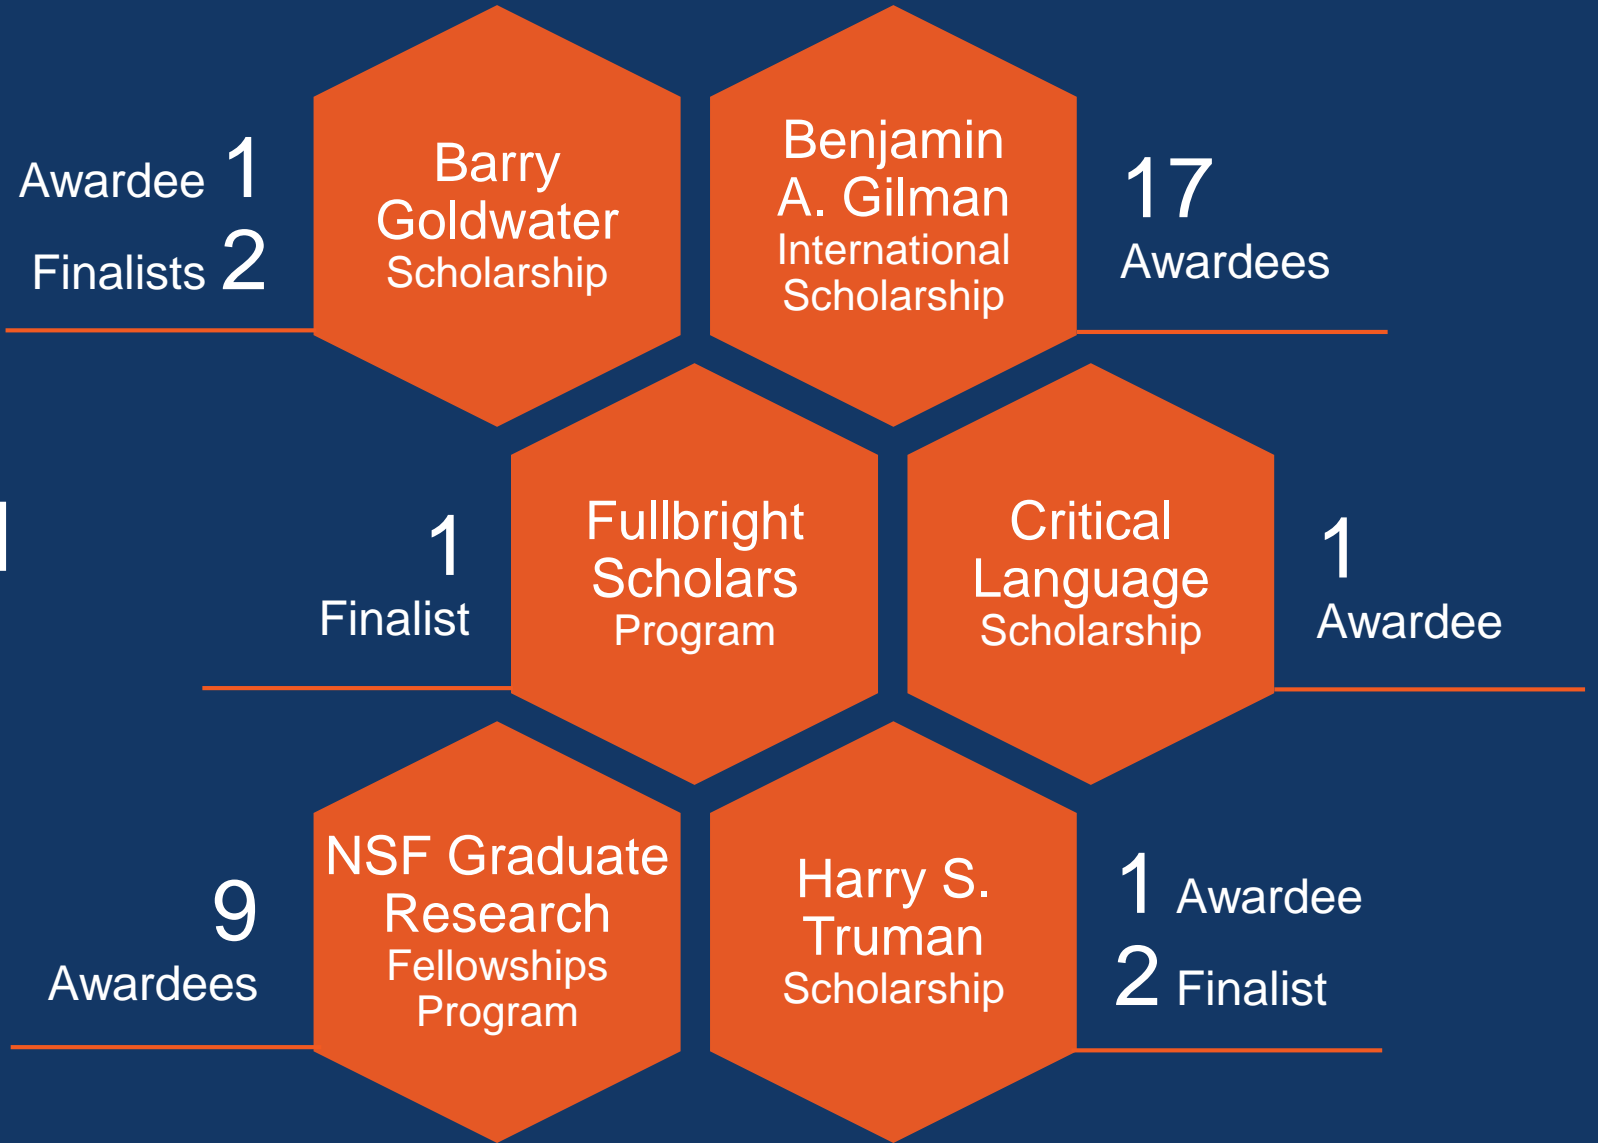 Awardee 1
Finalists 2
Barry
Goldwater
Scholarship
Benjamin
A. Gilman
International
Scholarship
17
Awardees
1
Finalist
Fullbright
Scholars
Program
Critical
Language
Scholarship
1
Awardee
9
Awardees
NSF Graduate
Research
Fellowships
Program
Harry S.
Truman
Scholarship
1 Awardee
2 Finalist